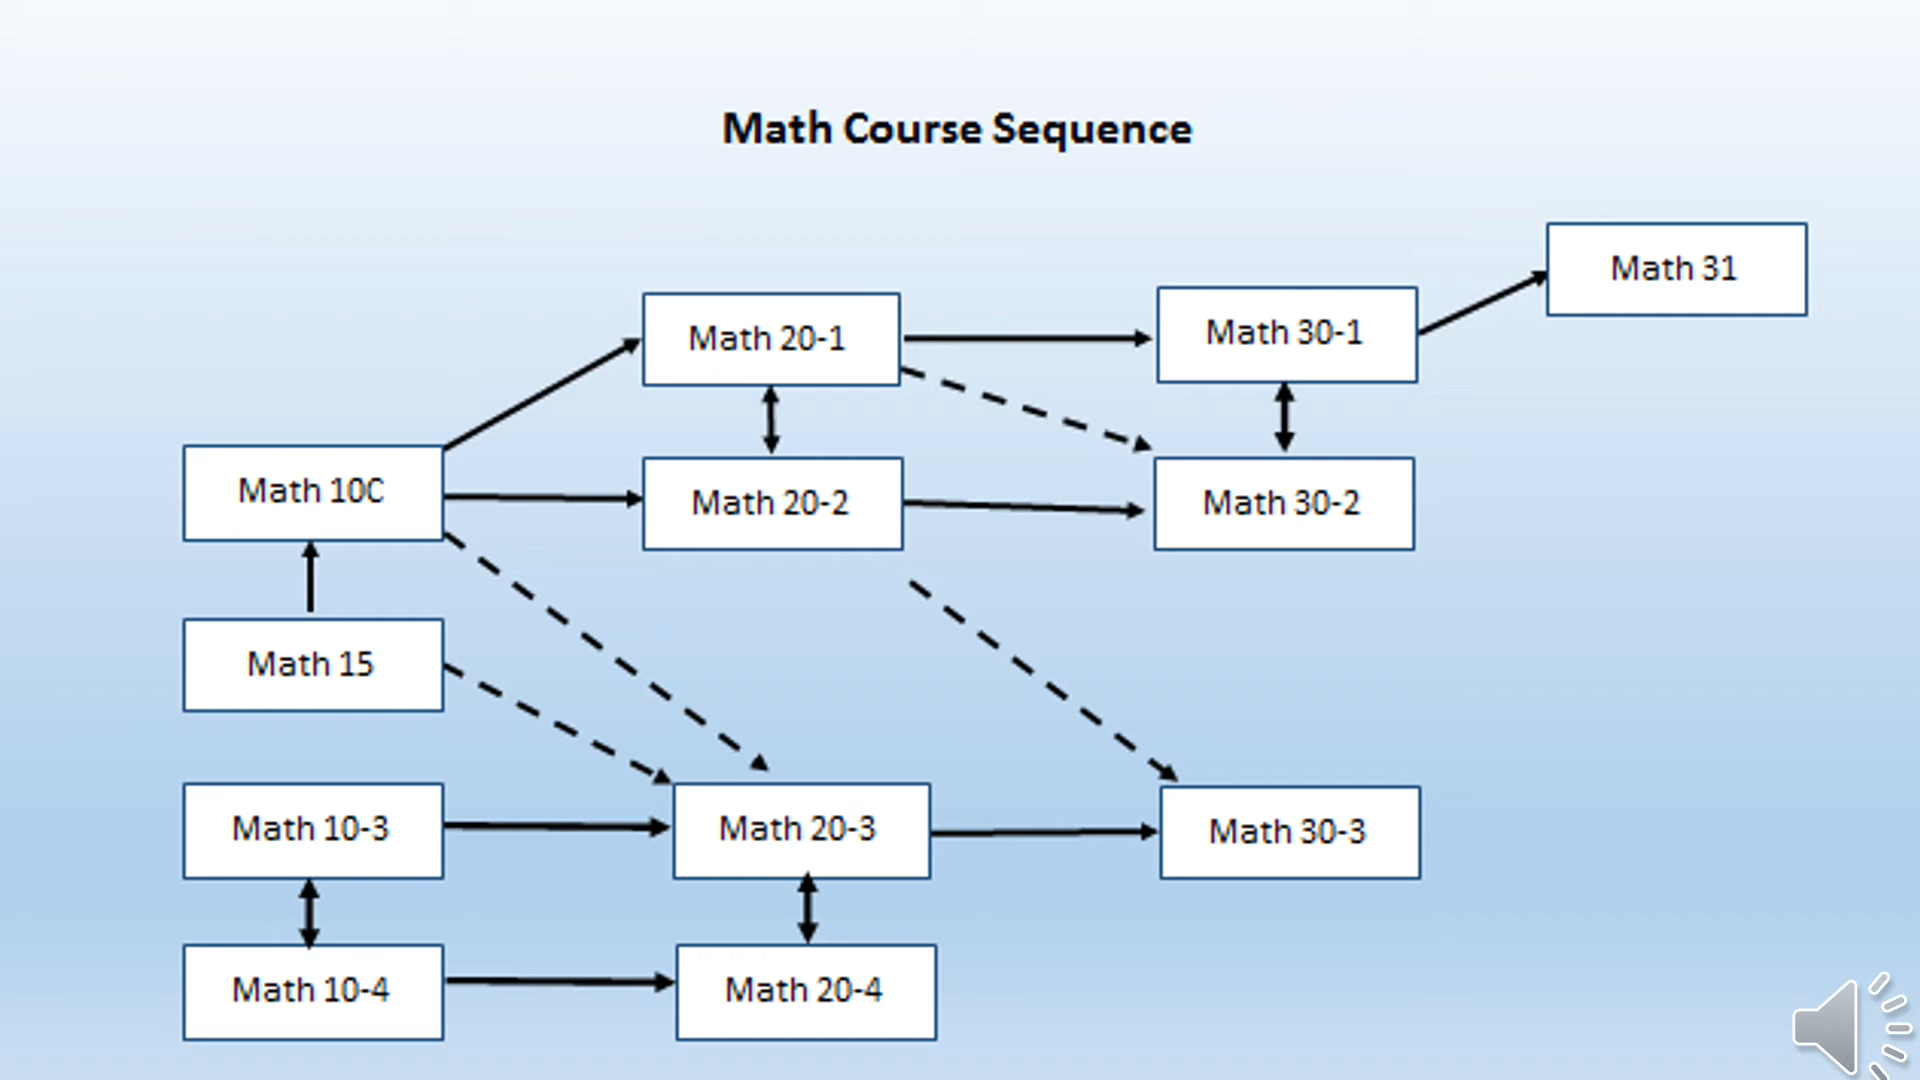 Math Course Sequence
Math 31
Math 20-1
Math 30-1
Math 10C
Math 20-2
Math 30-2
Math 15
Math 10-3
Math 20-3
Math 30-3
Math 10-4
Math 20-4